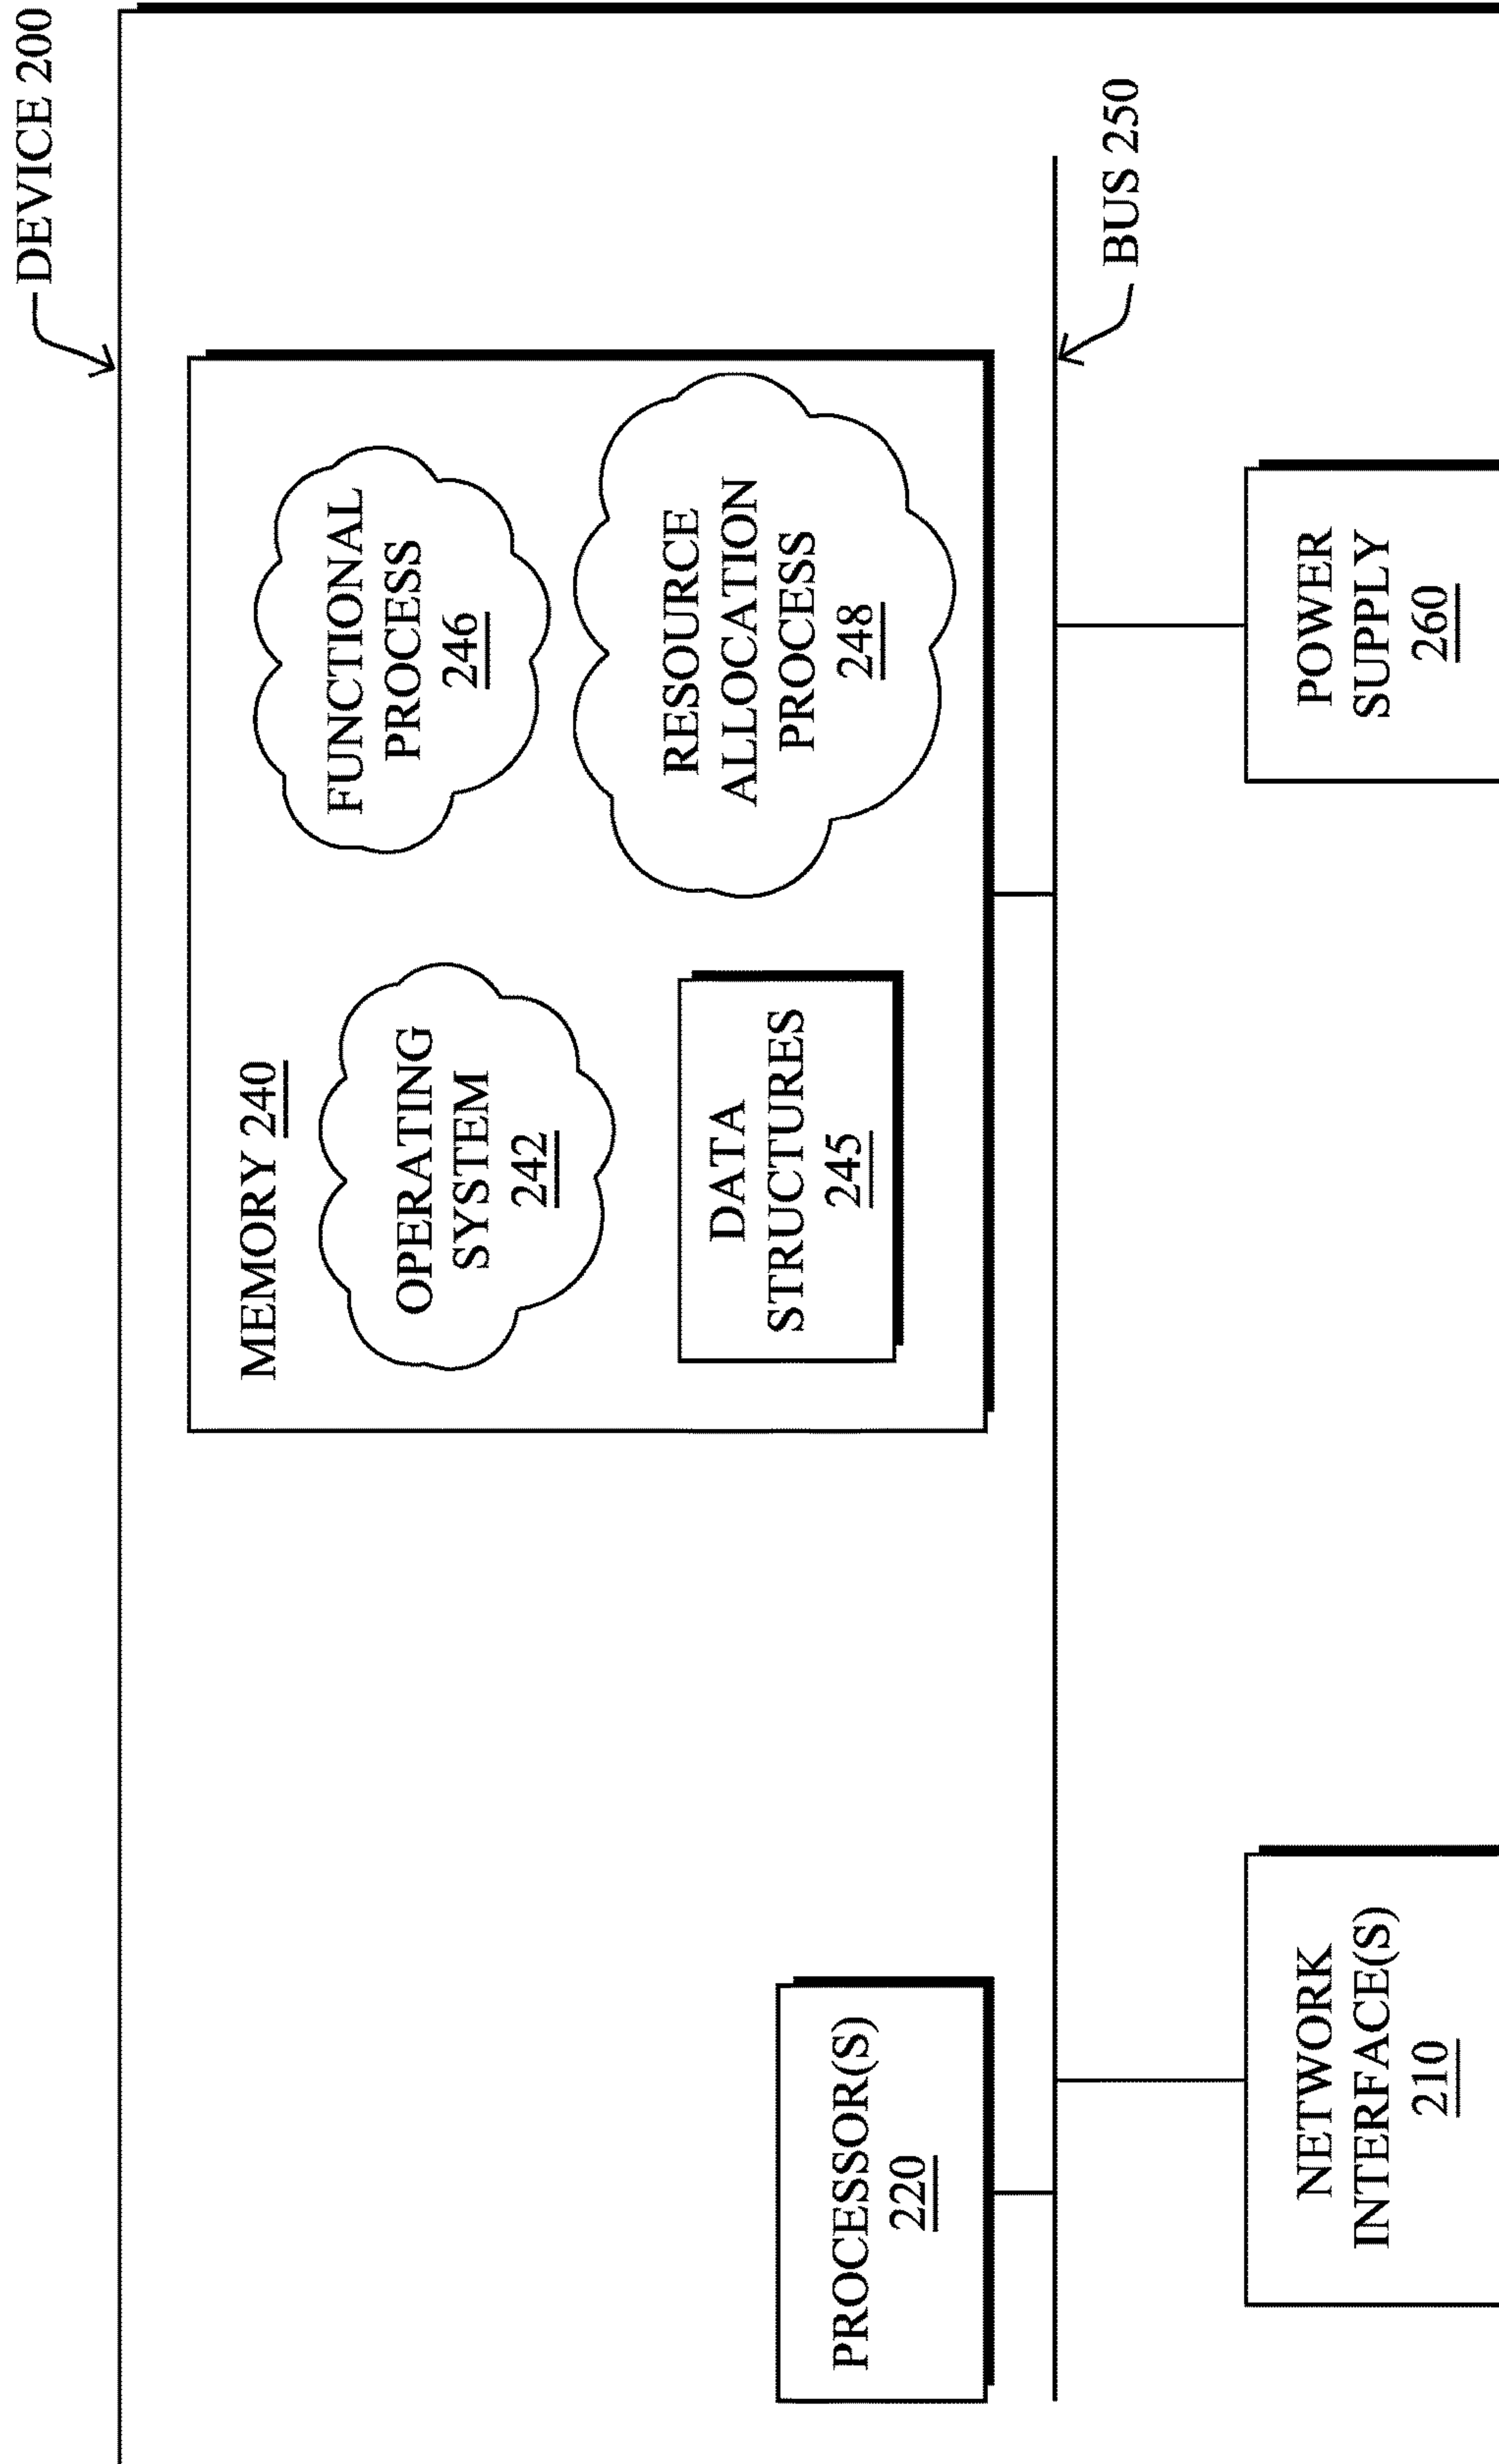 DEVICE 200
MEMORY 240
OPERATING
SYSTEM
242
FUNCTIONAL
PROCESS
246
DATA
STRUCTURES
245
RESOURCE
ALLOCATION
PROCESS
248
PROCESSOR(S)
220
BUS 250
NETWORK
INTERFACE(S)
210
POWER
SUPPLY
260